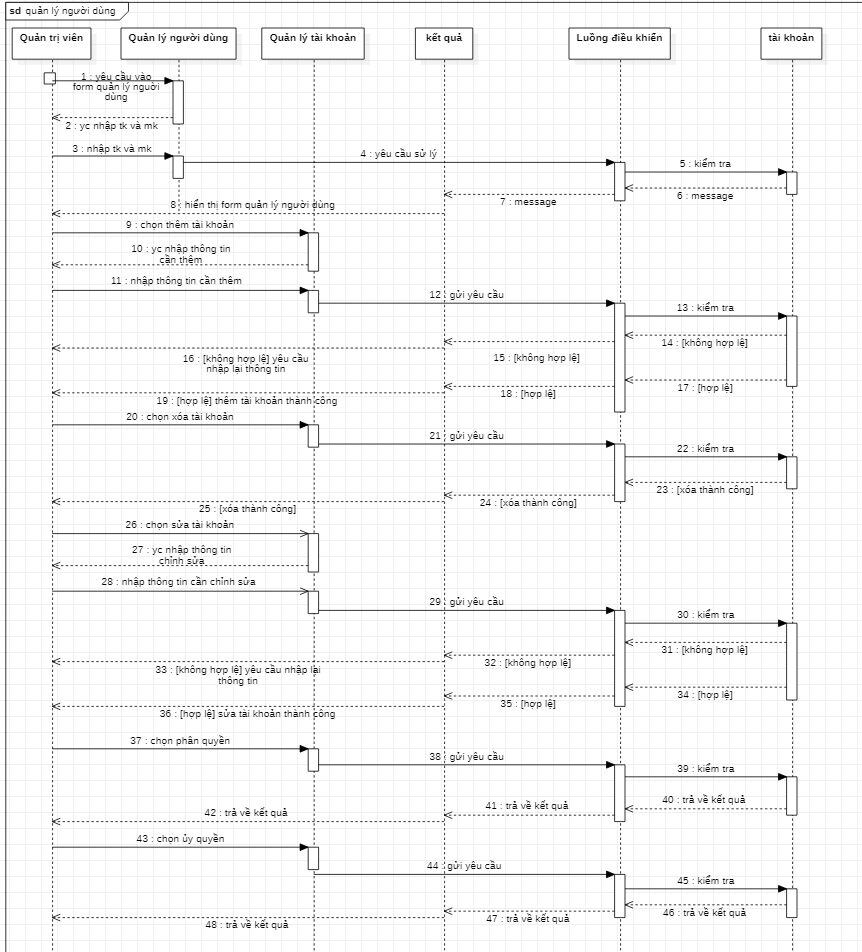 sd quản lý người dùng
Quản trị viên
Quản lý người dùng
Quản lý tài khoản
kết quả
Luồng điều khiển
tài khoản
1 : yêu cầu vào
form quản lý người
dùng
2 : yc nhập tk và mk
3 : nhập tk và mk
4 : yêu cầu sử lý
5 : kiểm tra
6 : message
7 : message
8 : hiển thị form quản lý người dùng
9 : chọn thêm tài khoản
10 : yc nhập thông tin
cần thêm
11 : nhập thông tin cần thêm
12 : gửi yêu cầu
13 : kiểm tra
14 : [không hợp lệ]
15 : [không hợp lệ]
16 : [không hợp lệ] yêu cầu
nhập lại thông tin
17 : [hợp lệ]
18 : [hợp lệ]
19 : [hợp lệ] thêm tài khoản thành công
20 : chọn xóa tài khoản
21 : gửi yêu cầu
22 : kiểm tra
23 : [xóa thành công]
24 : [xóa thành công]
25 : [xóa thành công]
26 : chọn sửa tài khoản
27 : yc nhập thông tin
chỉnh sửa
28 : nhập thông tin cần chỉnh sửa
29 : gửi yêu cầu
30 : kiểm tra
31 : [không hợp lệ]
32 : [không hợp lệ]
33 : [không hợp lệ] yêu cầu nhập lại
thông tin
34 : [hợp lệ]
35 : [hợp lệ]
36 : [hợp lệ] sửa tài khoản thành công
37 : chọn phân quyền
38 : gửi yêu cầu
39 : kiểm tra
40 : trả về kết quả
41 : trả về kết quả
42 : trả về kết quả
43 : chọn ủy quyền
44 : gửi yêu cầu
45 : kiểm tra
46 : trả về kết quả
47 : trả về kết quả
48 : trả về kết quả